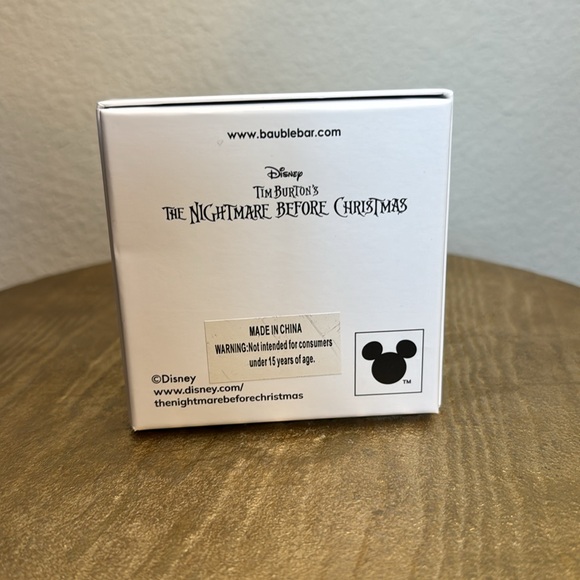 www.baublebar.com
Disney
TIM BURTON'S
THE NIGHTMARE BEFORE CHRISTMAS
MADE IN CHINA
WARNING:Not intended for consumers
under 15 years of age.
©Disney
www.disney.com/
thenightmarebeforechristmas
TM